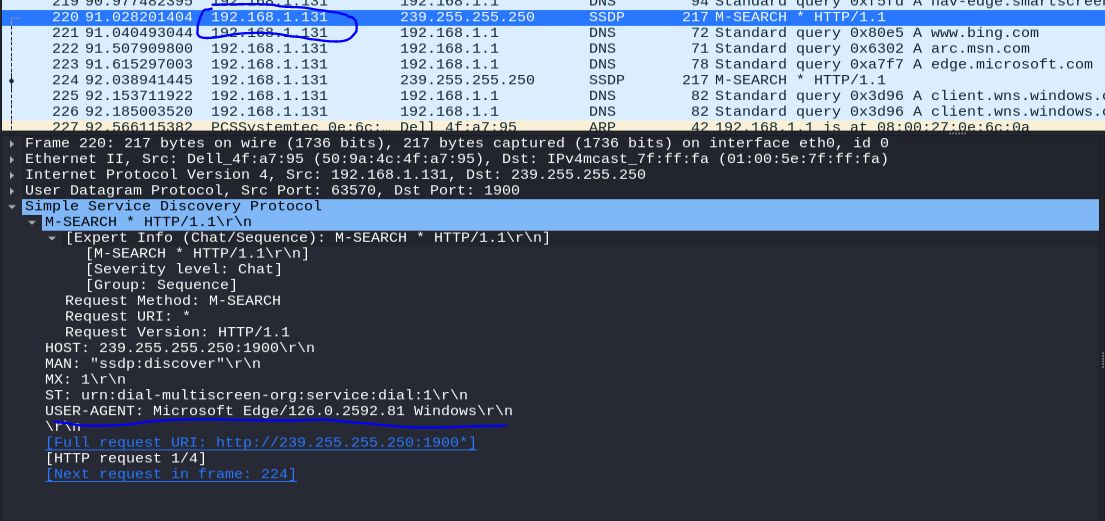 219 90.977482395 192.168.1.131 192.168.1.1 DNS 94 Standard query 0xf5fd A nav-edge.smartscreen
220 91.028201404 192.168.1.131 239.255.255.250 SSDP 217 M-SEARCH * HTTP/1.1
221 91.040493044 192.168.1.131 192.168.1.1 DNS 72 Standard query 0x80e5 A www.bing.com
222 91.507909800 192.168.1.131 192.168.1.1 DNS 71 Standard query 0x6302 A arc.msn.com
223 91.615297003 192.168.1.131 192.168.1.1 DNS 78 Standard query 0xa7f7 A edge.microsoft.com
224 92.038941445 192.168.1.131 239.255.255.250 SSDP 217 M-SEARCH * HTTP/1.1
225 92.153711922 192.168.1.131 192.168.1.1 DNS 82 Standard query 0x3d96 A client.wns.windows.c
226 92.185003520 192.168.1.131 192.168.1.1 DNS 82 Standard query 0x3d96 A client.wns.windows.c
227 92.566115382 PCSSystemtec_0e:6c:… Dell_4f:a7:95 ARP 42 192.168.1.1 is at 08:00:27:0e:6c:0a
Frame 220: 217 bytes on wire (1736 bits), 217 bytes captured (1736 bits) on interface eth0, id 0
Ethernet II, Src: Dell_4f:a7:95 (50:9a:4c:4f:a7:95), Dst: IPv4mcast_7f:ff:fa (01:00:5e:7f:ff:fa)
Internet Protocol Version 4, Src: 192.168.1.131, Dst: 239.255.255.250
User Datagram Protocol, Src Port: 63570, Dst Port: 1900
Simple Service Discovery Protocol
M-SEARCH * HTTP/1.1\r\n
[Expert Info (Chat/Sequence): M-SEARCH * HTTP/1.1\r\n]
[M-SEARCH * HTTP/1.1\r\n]
[Severity level: Chat]
[Group: Sequence]
Request Method: M-SEARCH
Request URI: *
Request Version: HTTP/1.1
HOST: 239.255.255.250:1900\r\n
MAN: "ssdp:discover"\r\n
MX: 1\r\n
ST: urn:dial-multiscreen-org:service:dial:1\r\n
USER-AGENT: Microsoft Edge/126.0.2592.81 Windows\r\n
\r\n
[Full request URI: http://239.255.255.250:1900*]
[HTTP request 1/4]
[Next request in frame: 224]